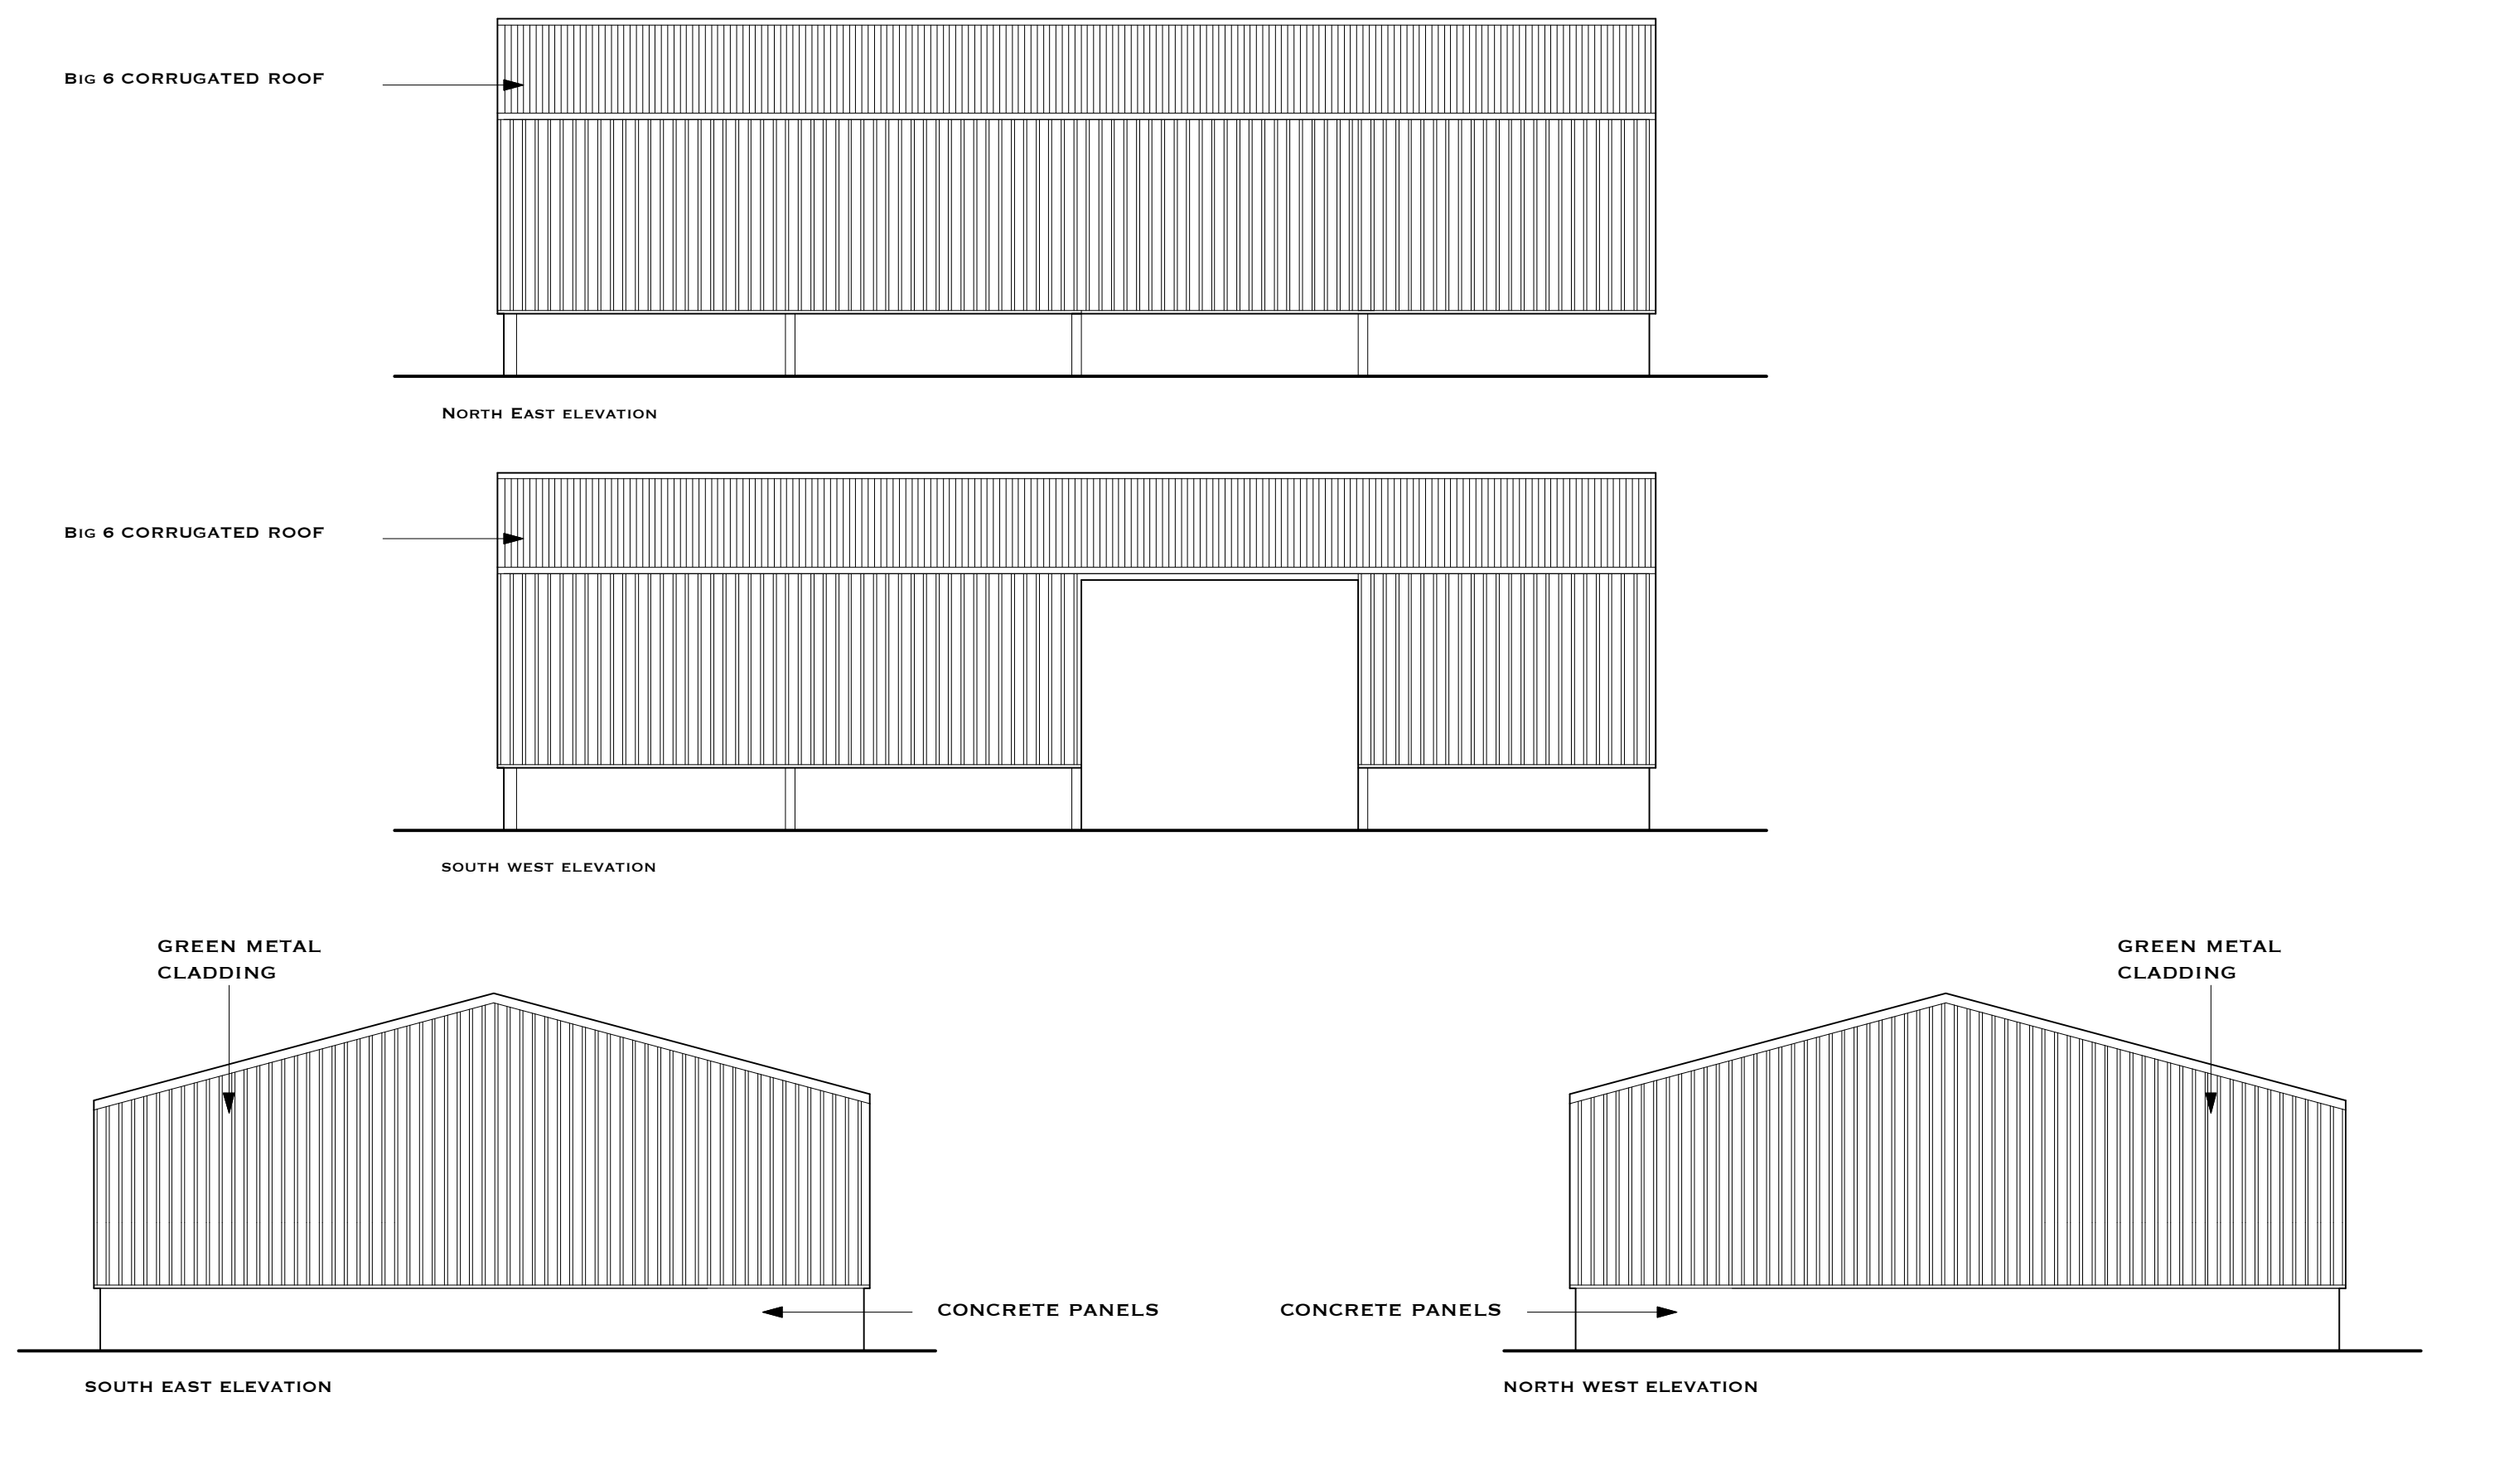 Big 6 CORRUGATED ROOF
North East elevation
Big 6 CORRUGATED ROOF
SOUTH WEST ELEVATION
GREEN METAL
CLADDING
GREEN METAL
CLADDING
CONCRETE PANELS
CONCRETE PANELS
SOUTH EAST ELEVATION
NORTH WEST ELEVATION